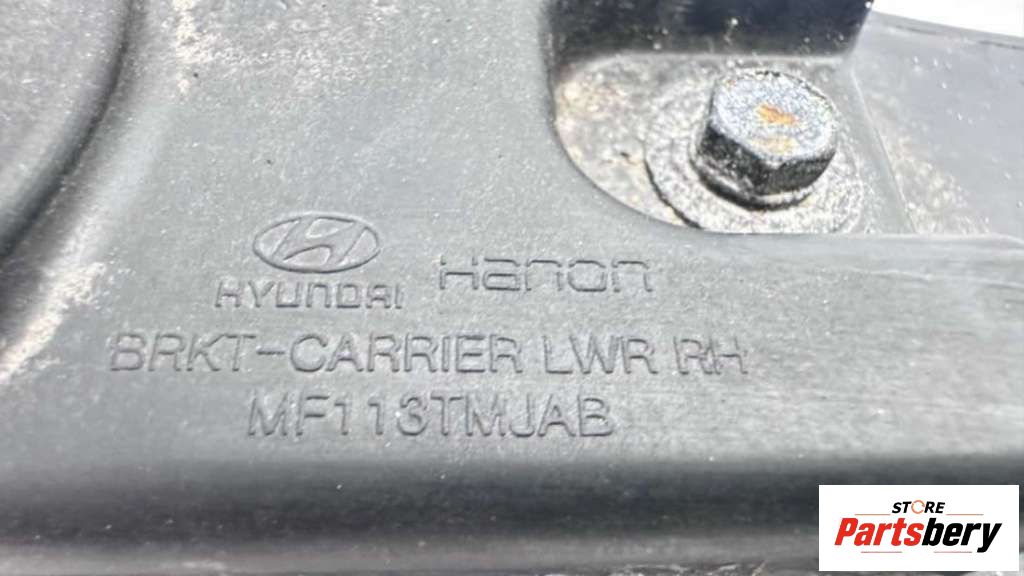 HYUNDAI Hanon
BRKT-CARRIER LWR RH
MF113TMJAB
STORE
Partsbery